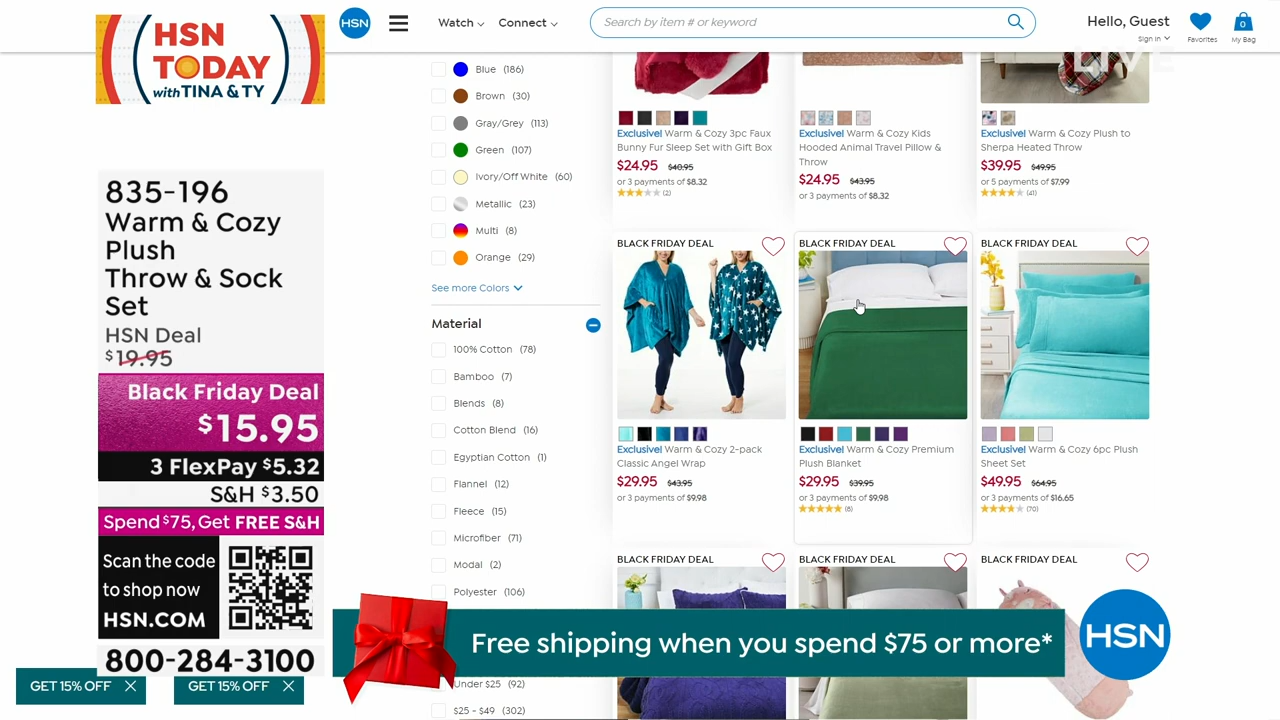 HSN
TODAY
with TINA & TY
HSN
Watch
Connect
Search by item # or keyword
Hello, Guest
Sign in
Favorites
0
My Bag
LIVE
835-196
Warm & Cozy
Plush
Throw & Sock
Set
HSN Deal
$19.95
Black Friday Deal
$15.95
3 FlexPay $5.32
S&H $3.50
Spend $75, Get FREE S&H
Scan the code
to shop now
HSN.COM
800-284-3100
GET 15% OFF
GET 15% OFF
Blue (186)
Brown (30)
Gray/Grey (113)
Green (107)
Ivory/Off White (60)
Metallic (23)
Multi (8)
Orange (29)
See more Colors
Material
100% Cotton (78)
Bamboo (7)
Blends (8)
Cotton Blend (16)
Egyptian Cotton (1)
Flannel (12)
Fleece (15)
Microfiber (71)
Modal (2)
Polyester (106)
Under $25 (92)
$25 - $49 (302)
Exclusive! Warm & Cozy 3pc Faux
Bunny Fur Sleep Set with Gift Box
$24.95 $40.95
or 3 payments of $8.32
(2)
Exclusive! Warm & Cozy Kids
Hooded Animal Travel Pillow &
Throw
$24.95 $43.95
or 3 payments of $8.32
Exclusive! Warm & Cozy Plush to
Sherpa Heated Throw
$39.95 $49.95
or 5 payments of $7.99
(41)
BLACK FRIDAY DEAL
Exclusive! Warm & Cozy 2-pack
Classic Angel Wrap
$29.95 $43.95
or 3 payments of $9.98
BLACK FRIDAY DEAL
Exclusive! Warm & Cozy Premium
Plush Blanket
$29.95 $39.95
or 3 payments of $9.98
(6)
BLACK FRIDAY DEAL
Exclusive! Warm & Cozy 6pc Plush
Sheet Set
$49.95 $64.95
or 3 payments of $16.65
(70)
BLACK FRIDAY DEAL
BLACK FRIDAY DEAL
BLACK FRIDAY DEAL
Free shipping when you spend $75 or more*
HSN